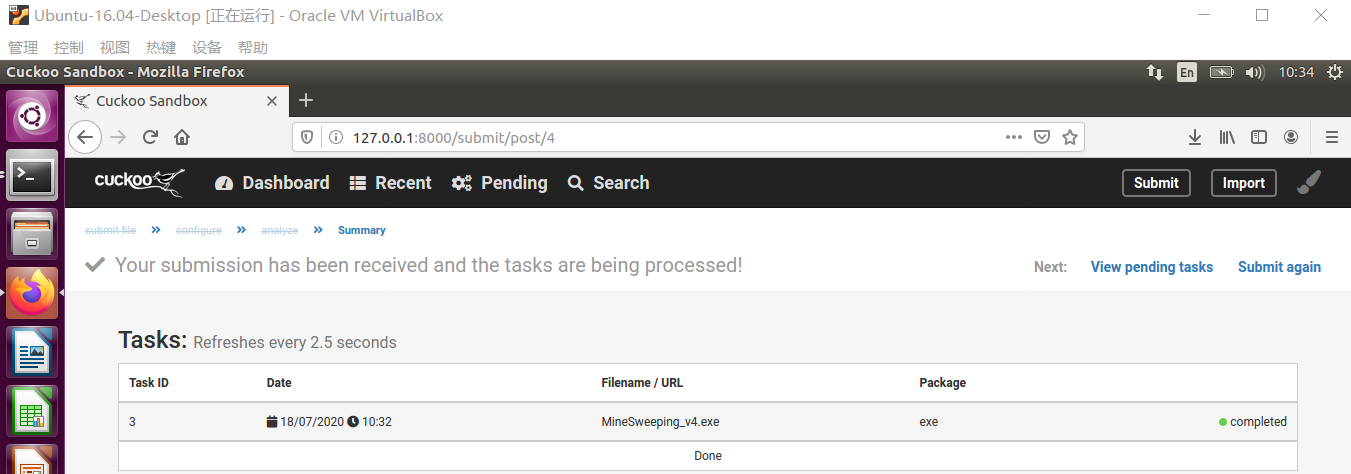 Ubuntu-16.04-Desktop [正在运行] - Oracle VM VirtualBox
管理 控制 视图 热键 设备 帮助
Cuckoo Sandbox - Mozilla Firefox En 10:34
Cuckoo Sandbox
127.0.0.1:8000/submit/post/4
cuckoo Dashboard Recent Pending Search Submit Import
submit file » configure » analyze » Summary
Your submission has been received and the tasks are being processed! Next: View pending tasks Submit again
Tasks: Refreshes every 2.5 seconds
Task ID Date Filename / URL Package
3 18/07/2020 10:32 MineSweeping_v4.exe exe completed
Done